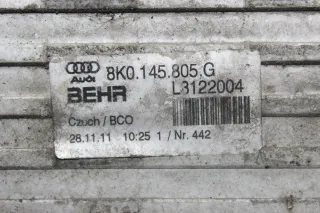 Audi 8K0.145.805.G
BEHR L3122004
Czuch / BCO
28.11.11 10:25 1 / Nr. 442